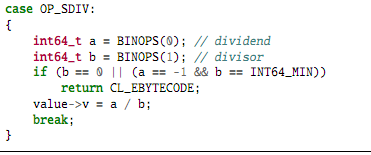 case OP_SDIV:
{
int64_t a = BINOPS(0); // dividend
int64_t b = BINOPS(1); // divisor
if (b == 0 || (a == -1 && b == INT64_MIN))
return CL_EBYTECODE;
value->v = a / b;
break;
}